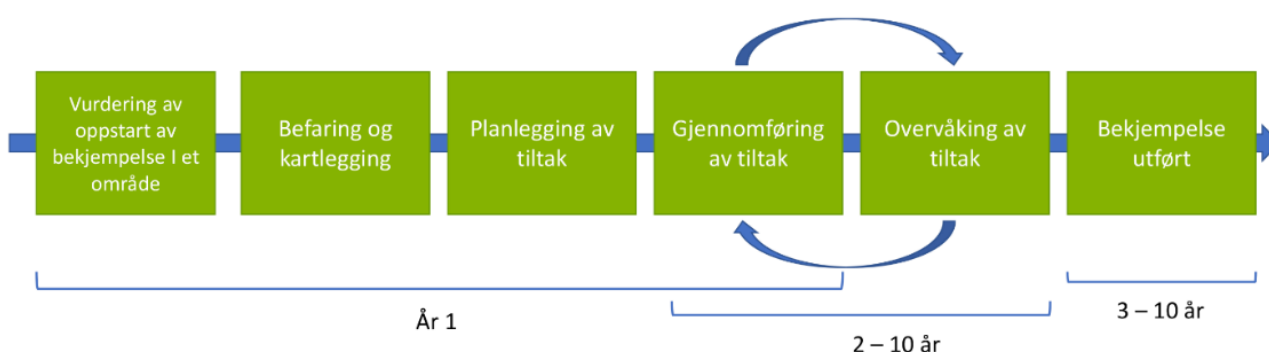 Vurdering av
oppstart av
bekjempelse I et
område
Befaring og
kartlegging
Planlegging av
tiltak
Gjennomføring
av tiltak
Overvåking av
tiltak
Bekjempelse
utført
År 1
2 – 10 år
3 – 10 år